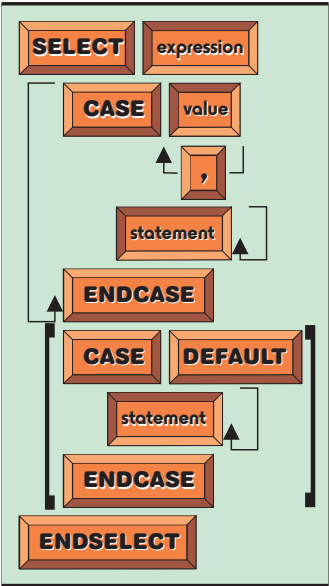 SELECT expression
CASE value
,
statement
ENDCASE
CASE DEFAULT
statement
ENDCASE
ENDSELECT